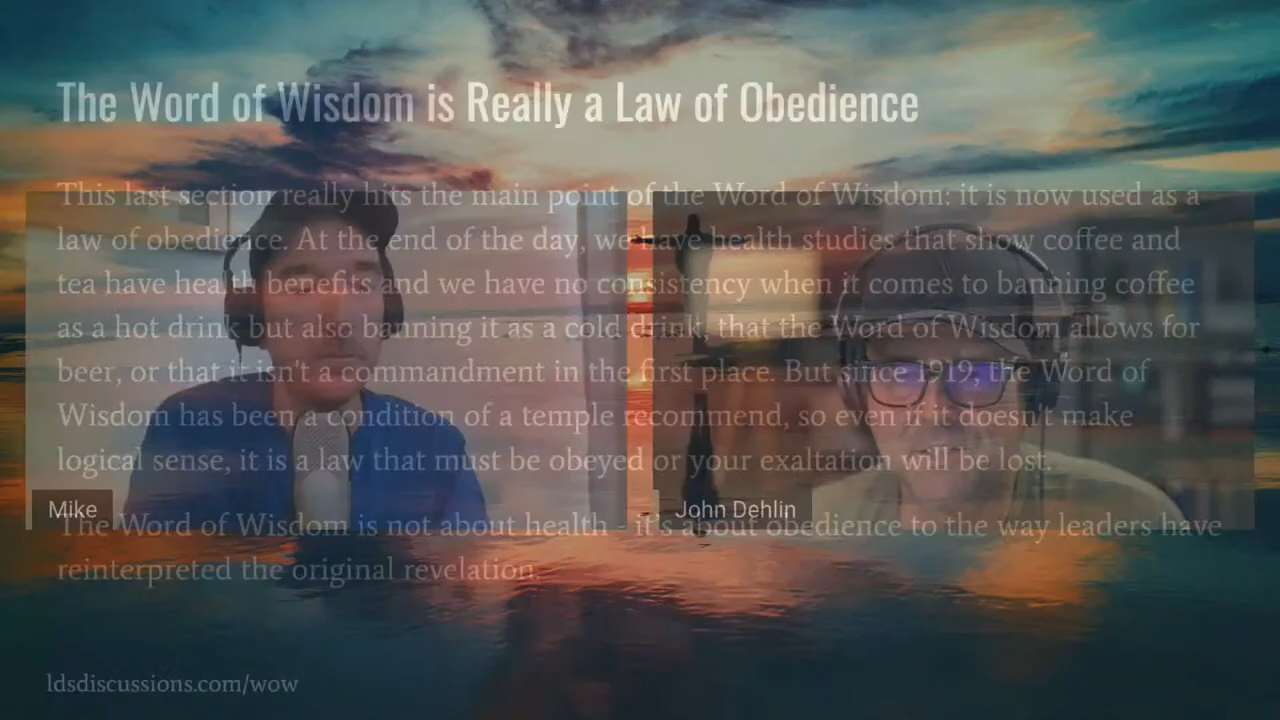 The Word of Wisdom is Really a Law of Obedience
This last section really hits the main point of the Word of Wisdom: it is now used as a
law of obedience. At the end of the day, we have health studies that show coffee and
tea have health benefits and we have no consistency when it comes to banning coffee
as a hot drink but also banning it as a cold drink, that the Word of Wisdom allows for
beer, or that it isn't a commandment in the first place. But since 1921, the Word of
Wisdom has been a condition of a temple recommend, so even if it doesn't make
logical sense, it is a law that must be obeyed or your exaltation will be lost.
Mike
John Dehlin
The Word of Wisdom is not about health - it's about obedience to the way leaders have
reinterpreted the original revelation.
ldsdiscussions.com/wow